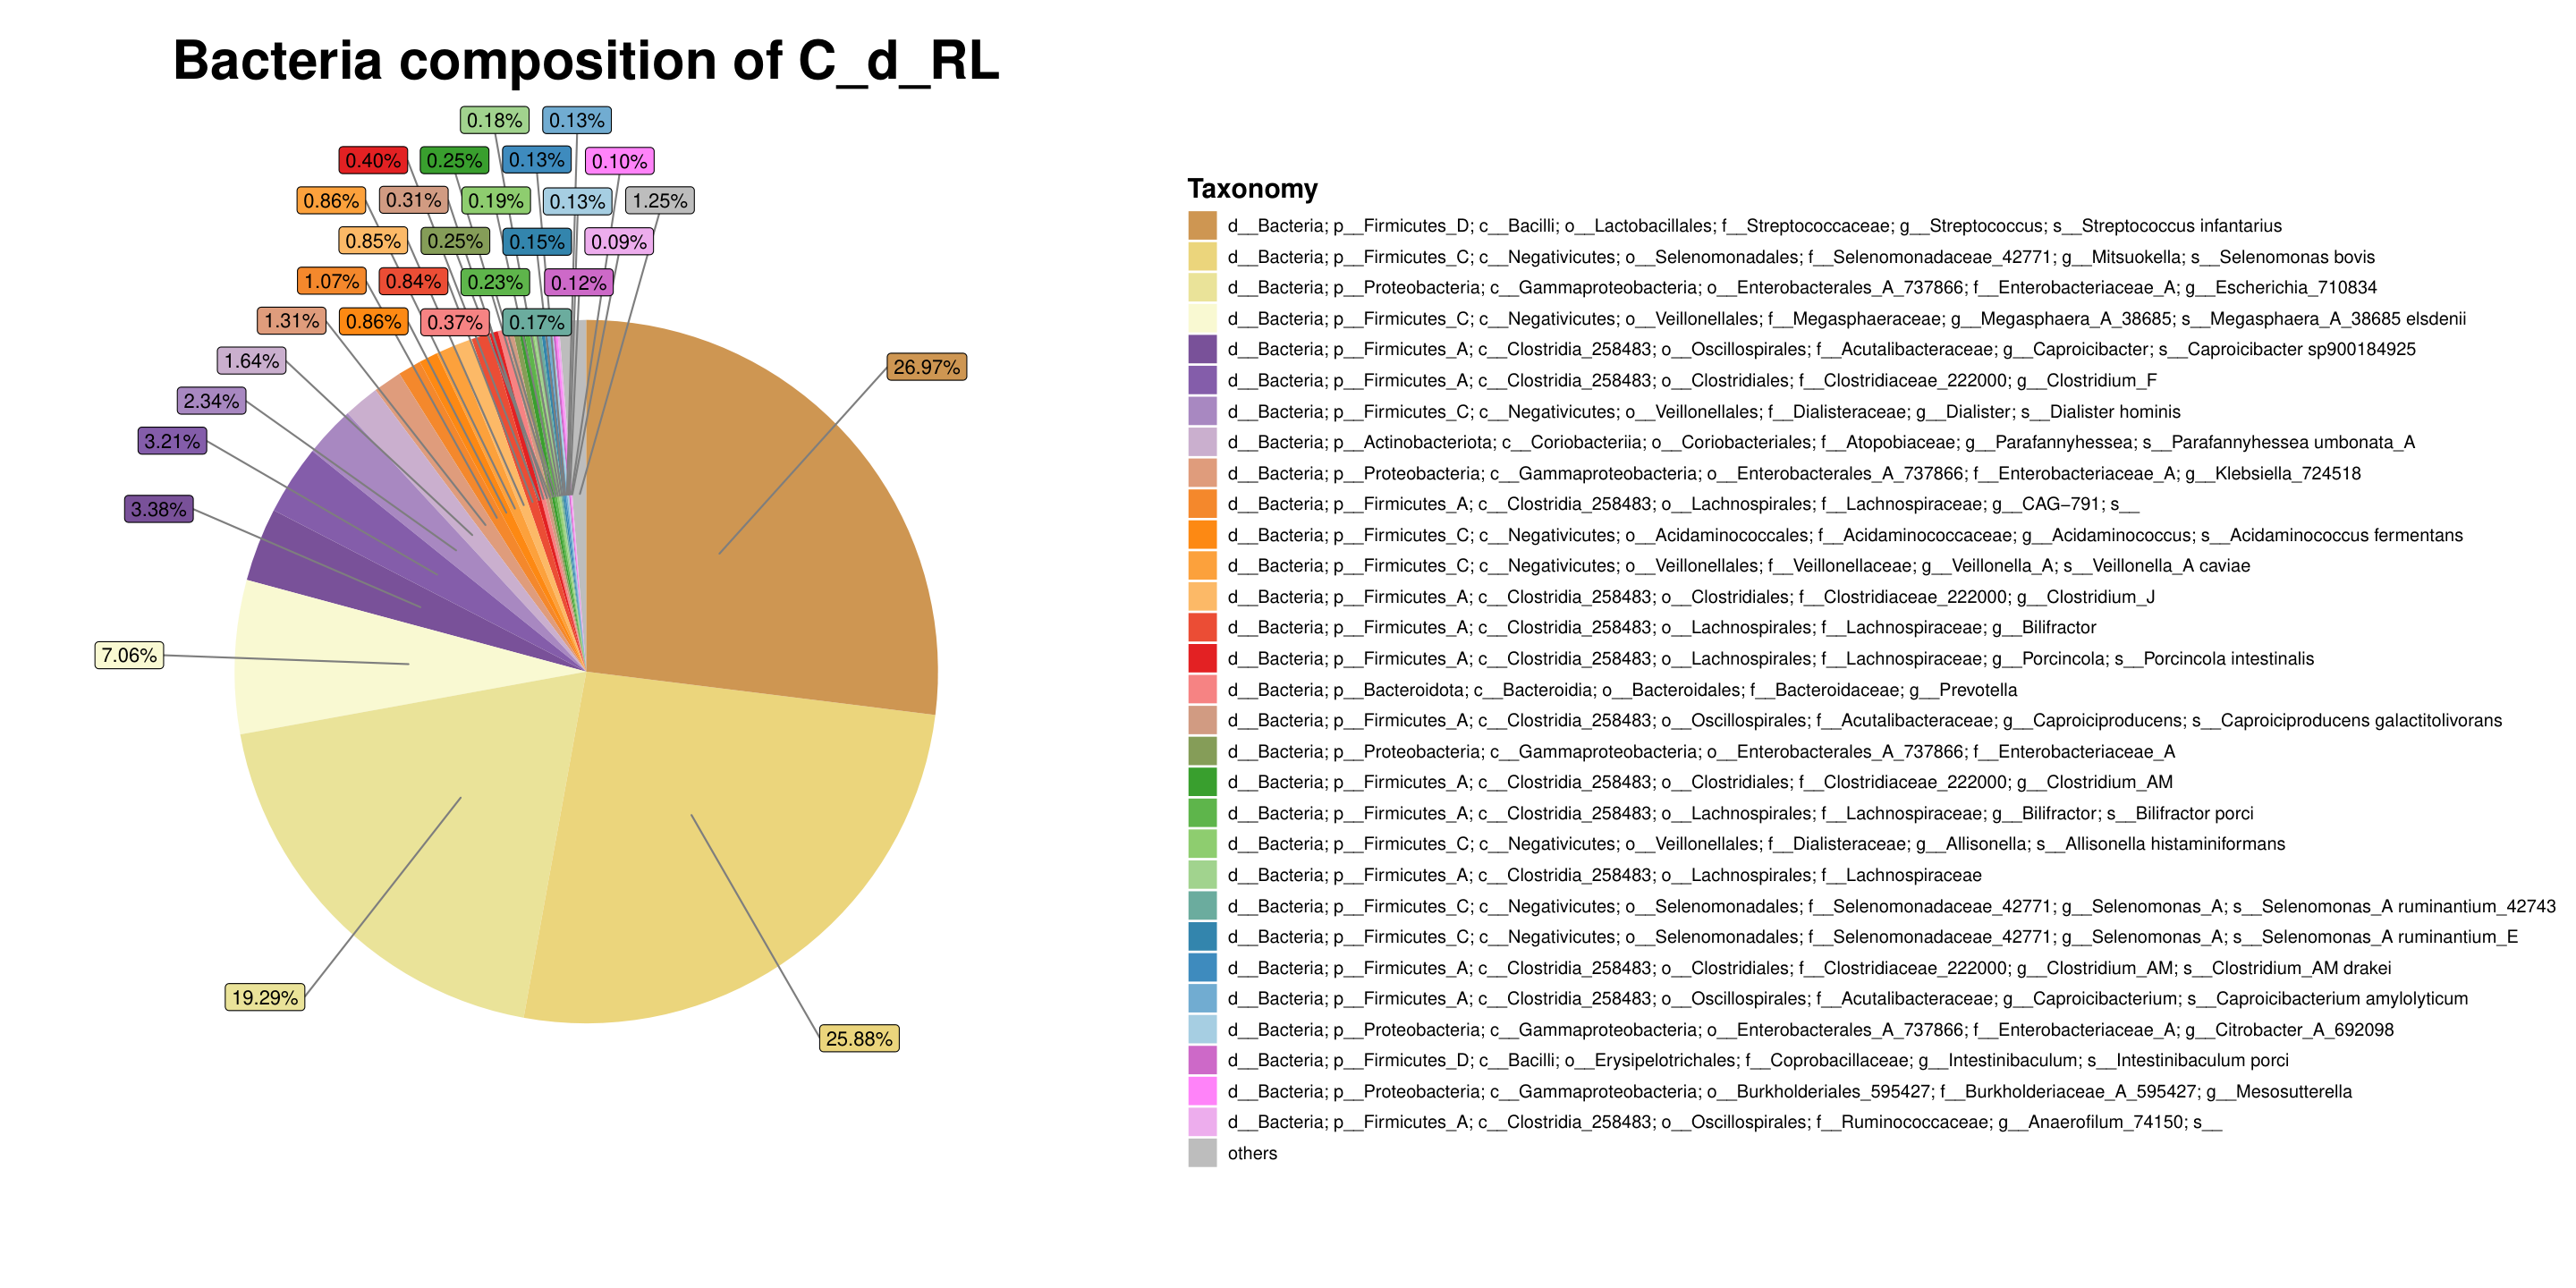 Bacteria composition of C_d_RL
0.18% 0.13%
0.40% 0.25% 0.13% 0.10%
0.86% 0.31% 0.19% 0.13% 1.25%
0.85% 0.25% 0.15% 0.09%
1.07% 0.84% 0.23% 0.12%
1.31% 0.86% 0.37% 0.17%
1.64%
26.97%
2.34%
3.21%
3.38%
7.06%
19.29%
25.88%
Taxonomy
d__Bacteria; p__Firmicutes_D; c__Bacilli; o__Lactobacillales; f__Streptococcaceae; g__Streptococcus; s__Streptococcus infantarius
d__Bacteria; p__Firmicutes_C; c__Negativicutes; o__Selenomonadales; f__Selenomonadaceae_42771; g__Mitsuokella; s__Selenomonas bovis
d__Bacteria; p__Proteobacteria; c__Gammaproteobacteria; o__Enterobacterales_A_737866; f__Enterobacteriaceae_A; g__Escherichia_710834
d__Bacteria; p__Firmicutes_C; c__Negativicutes; o__Veillonellales; f__Megasphaeraceae; g__Megasphaera_A_38685; s__Megasphaera_A_38685 elsdenii
d__Bacteria; p__Firmicutes_A; c__Clostridia_258483; o__Oscillospirales; f__Acutalibacteraceae; g__Caproicibacter; s__Caproicibacter sp900184925
d__Bacteria; p__Firmicutes_A; c__Clostridia_258483; o__Clostridiales; f__Clostridiaceae_222000; g__Clostridium_F
d__Bacteria; p__Firmicutes_C; c__Negativicutes; o__Veillonellales; f__Dialisteraceae; g__Dialister; s__Dialister hominis
d__Bacteria; p__Actinobacteriota; c__Coriobacteriia; o__Coriobacteriales; f__Atopobiaceae; g__Parafannyhessea; s__Parafannyhessea umbonata_A
d__Bacteria; p__Proteobacteria; c__Gammaproteobacteria; o__Enterobacterales_A_737866; f__Enterobacteriaceae_A; g__Klebsiella_724518
d__Bacteria; p__Firmicutes_A; c__Clostridia_258483; o__Lachnospirales; f__Lachnospiraceae; g__CAG−791; s__
d__Bacteria; p__Firmicutes_C; c__Negativicutes; o__Acidaminococcales; f__Acidaminococcaceae; g__Acidaminococcus; s__Acidaminococcus fermentans
d__Bacteria; p__Firmicutes_C; c__Negativicutes; o__Veillonellales; f__Veillonellaceae; g__Veillonella_A; s__Veillonella_A caviae
d__Bacteria; p__Firmicutes_A; c__Clostridia_258483; o__Clostridiales; f__Clostridiaceae_222000; g__Clostridium_J
d__Bacteria; p__Firmicutes_A; c__Clostridia_258483; o__Lachnospirales; f__Lachnospiraceae; g__Bilifractor
d__Bacteria; p__Firmicutes_A; c__Clostridia_258483; o__Lachnospirales; f__Lachnospiraceae; g__Porcincola; s__Porcincola intestinalis
d__Bacteria; p__Bacteroidota; c__Bacteroidia; o__Bacteroidales; f__Bacteroidaceae; g__Prevotella
d__Bacteria; p__Firmicutes_A; c__Clostridia_258483; o__Oscillospirales; f__Acutalibacteraceae; g__Caproiciproducens; s__Caproiciproducens galactitolivorans
d__Bacteria; p__Proteobacteria; c__Gammaproteobacteria; o__Enterobacterales_A_737866; f__Enterobacteriaceae_A
d__Bacteria; p__Firmicutes_A; c__Clostridia_258483; o__Clostridiales; f__Clostridiaceae_222000; g__Clostridium_AM
d__Bacteria; p__Firmicutes_A; c__Clostridia_258483; o__Lachnospirales; f__Lachnospiraceae; g__Bilifractor; s__Bilifractor porci
d__Bacteria; p__Firmicutes_C; c__Negativicutes; o__Veillonellales; f__Dialisteraceae; g__Allisonella; s__Allisonella histaminiformans
d__Bacteria; p__Firmicutes_A; c__Clostridia_258483; o__Lachnospirales; f__Lachnospiraceae
d__Bacteria; p__Firmicutes_C; c__Negativicutes; o__Selenomonadales; f__Selenomonadaceae_42771; g__Selenomonas_A; s__Selenomonas_A ruminantium_42743
d__Bacteria; p__Firmicutes_C; c__Negativicutes; o__Selenomonadales; f__Selenomonadaceae_42771; g__Selenomonas_A; s__Selenomonas_A ruminantium_E
d__Bacteria; p__Firmicutes_A; c__Clostridia_258483; o__Clostridiales; f__Clostridiaceae_222000; g__Clostridium_AM; s__Clostridium_AM drakei
d__Bacteria; p__Firmicutes_A; c__Clostridia_258483; o__Oscillospirales; f__Acutalibacteraceae; g__Caproicibacterium; s__Caproicibacterium amylolyticum
d__Bacteria; p__Proteobacteria; c__Gammaproteobacteria; o__Enterobacterales_A_737866; f__Enterobacteriaceae_A; g__Citrobacter_A_692098
d__Bacteria; p__Firmicutes_D; c__Bacilli; o__Erysipelotrichales; f__Coprobacillaceae; g__Intestinibaculum; s__Intestinibaculum porci
d__Bacteria; p__Proteobacteria; c__Gammaproteobacteria; o__Burkholderiales_595427; f__Burkholderiaceae_A_595427; g__Mesosutterella
d__Bacteria; p__Firmicutes_A; c__Clostridia_258483; o__Oscillospirales; f__Ruminococcaceae; g__Anaerofilum_74150; s__
others